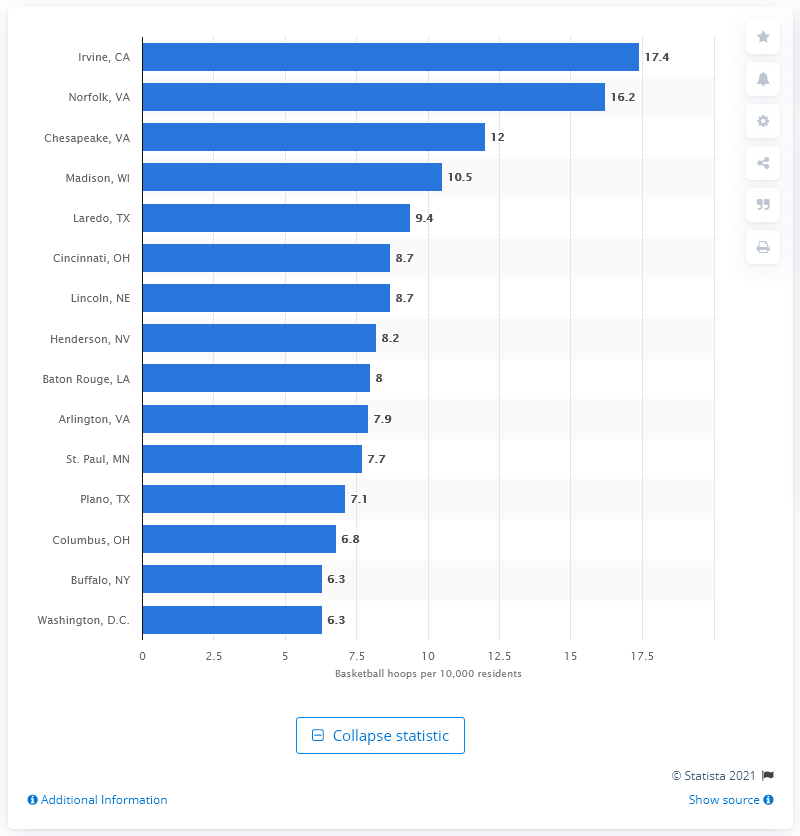 Irvine, CA 17.4
Norfolk, VA 16.2
Chesapeake, VA 12
Madison, WI 10.5
Laredo, TX 9.4
Cincinnati, OH 8.7
Lincoln, NE 8.7
Henderson, NV 8.2
Baton Rouge, LA 8
Arlington, VA 7.9
St. Paul, MN 7.7
Plano, TX 7.1
Columbus, OH 6.8
Buffalo, NY 6.3
Washington, D.C. 6.3
0 2.5 5 7.5 10 12.5 15 17.5
Basketball hoops per 10,000 residents
Collapse statistic
© Statista 2021
Additional Information Show source